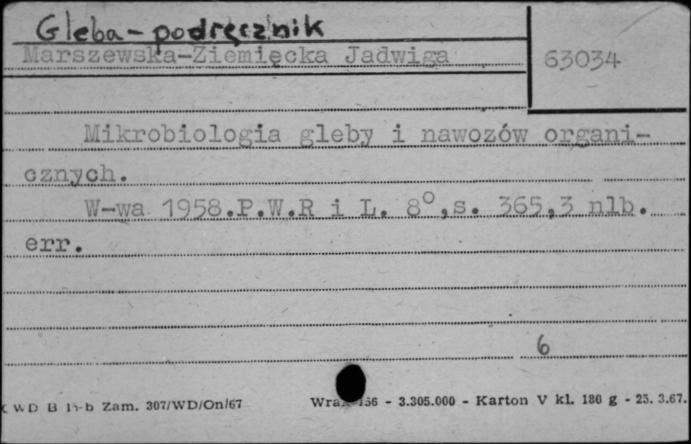 Gleba - podręcznik
Marszewska-Ziemięcka Jadwiga
63034
Mikrobiologia gleby i nawozów organi-
cznych.
W-wa 1958.P.W.R i L. 8°,s. 365,3 nlb.
err.
6
WD B 15-b Zam. 307/WD/On/67 - 3.305.000 - Karton V kl. 180 g - 25. 3.67.